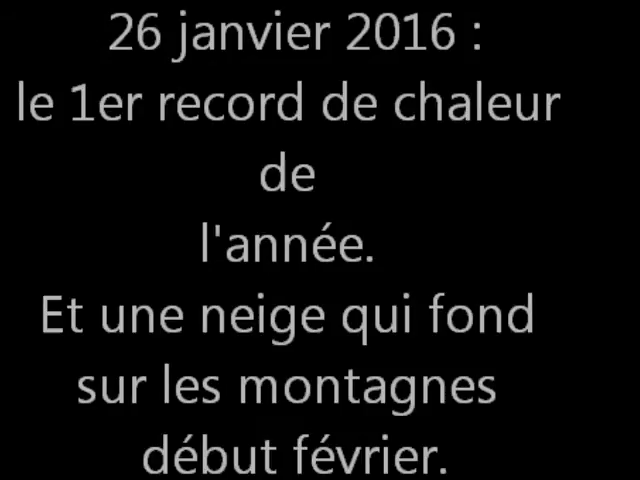 26 janvier 2016 :
le 1er record de chaleur
de
l'année.
Et une neige qui fond
sur les montagnes
début février.